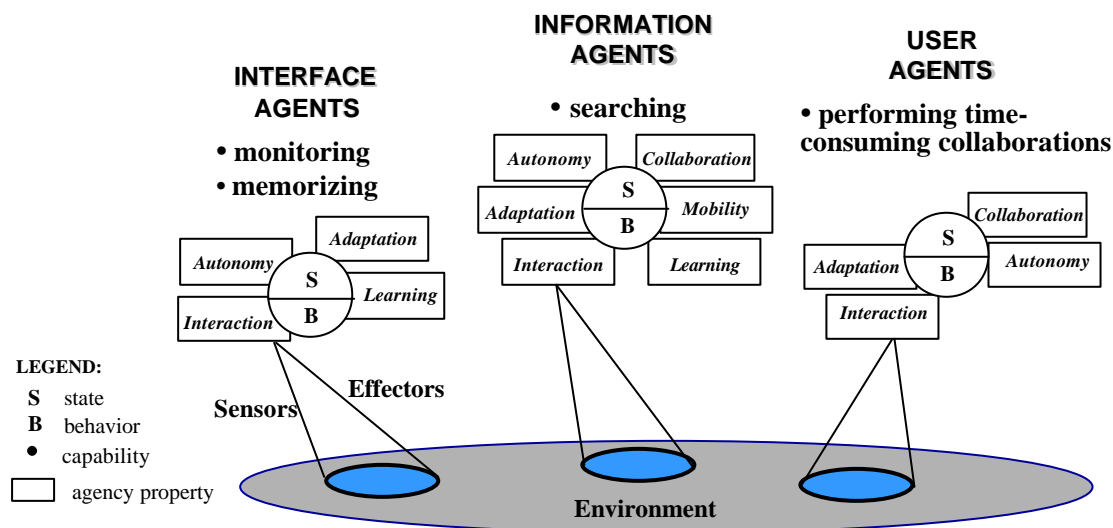 INTERFACE
AGENTS
• monitoring
• memorizing
Autonomy
Adaptation
Interaction
Learning
S
B
Sensors
Effectors
INFORMATION
AGENTS
• searching
Autonomy
Collaboration
Adaptation
Mobility
Interaction
Learning
S
B
USER
AGENTS
• performing time-
consuming collaborations
Collaboration
Adaptation
Autonomy
Interaction
S
B
LEGEND:
S state
B behavior
• capability
agency property
Environment